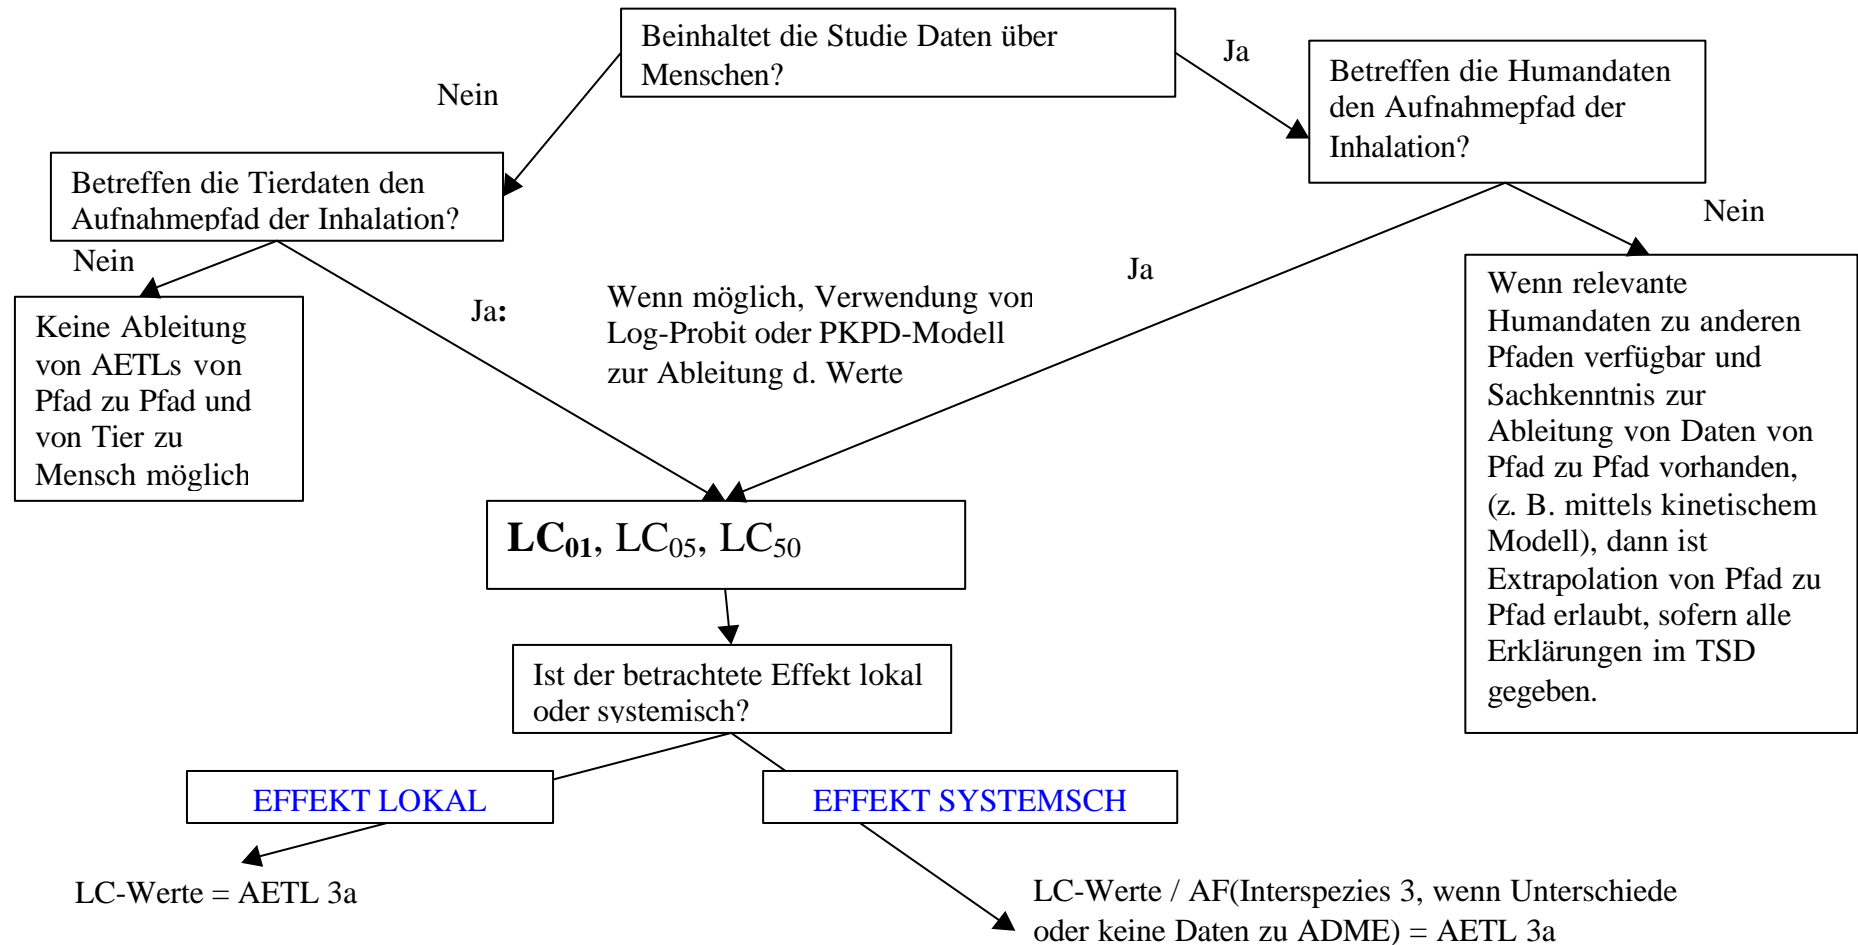 Beinhaltet die Studie Daten über
Menschen?
Ja
Betreffen die Humandaten
den Aufnahmepfad der
Inhalation?
Nein
Betreffen die Tierdaten den
Aufnahmepfad der Inhalation?
Nein
Nein
Ja:
Ja
Wenn möglich, Verwendung von
Log-Probit oder PKPD-Modell
zur Ableitung d. Werte
Keine Ableitung
von AETLs von
Pfad zu Pfad und
von Tier zu
Mensch möglich
Wenn relevante
Humandaten zu anderen
Pfaden verfügbar und
Sachkenntnis zur
Ableitung von Daten von
Pfad zu Pfad vorhanden,
(z. B. mittels kinetischem
Modell), dann ist
Extrapolation von Pfad zu
Pfad erlaubt, sofern alle
Erklärungen im TSD
gegeben.
LC01, LC05, LC50
Ist der betrachtete Effekt lokal
oder systemisch?
EFFEKT LOKAL
EFFEKT SYSTEMSCH
LC-Werte = AETL 3a
LC-Werte / AF(Interspezies 3, wenn Unterschiede
oder keine Daten zu ADME) = AETL 3a